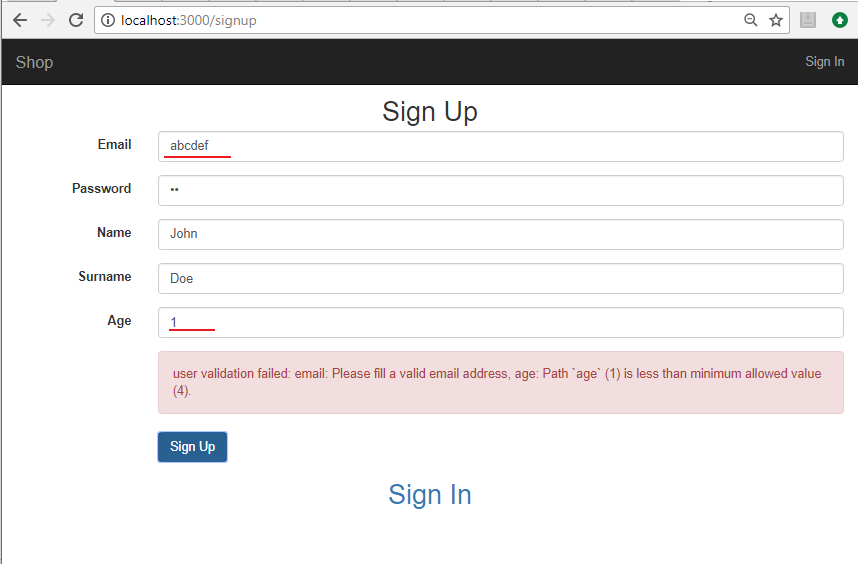 localhost:3000/signup
Shop
Sign In
Sign Up
Email
abcdef
Password
••
Name
John
Surname
Doe
Age
1
user validation failed: email: Please fill a valid email address, age: Path `age` (1) is less than minimum allowed value
(4).
Sign Up
Sign In